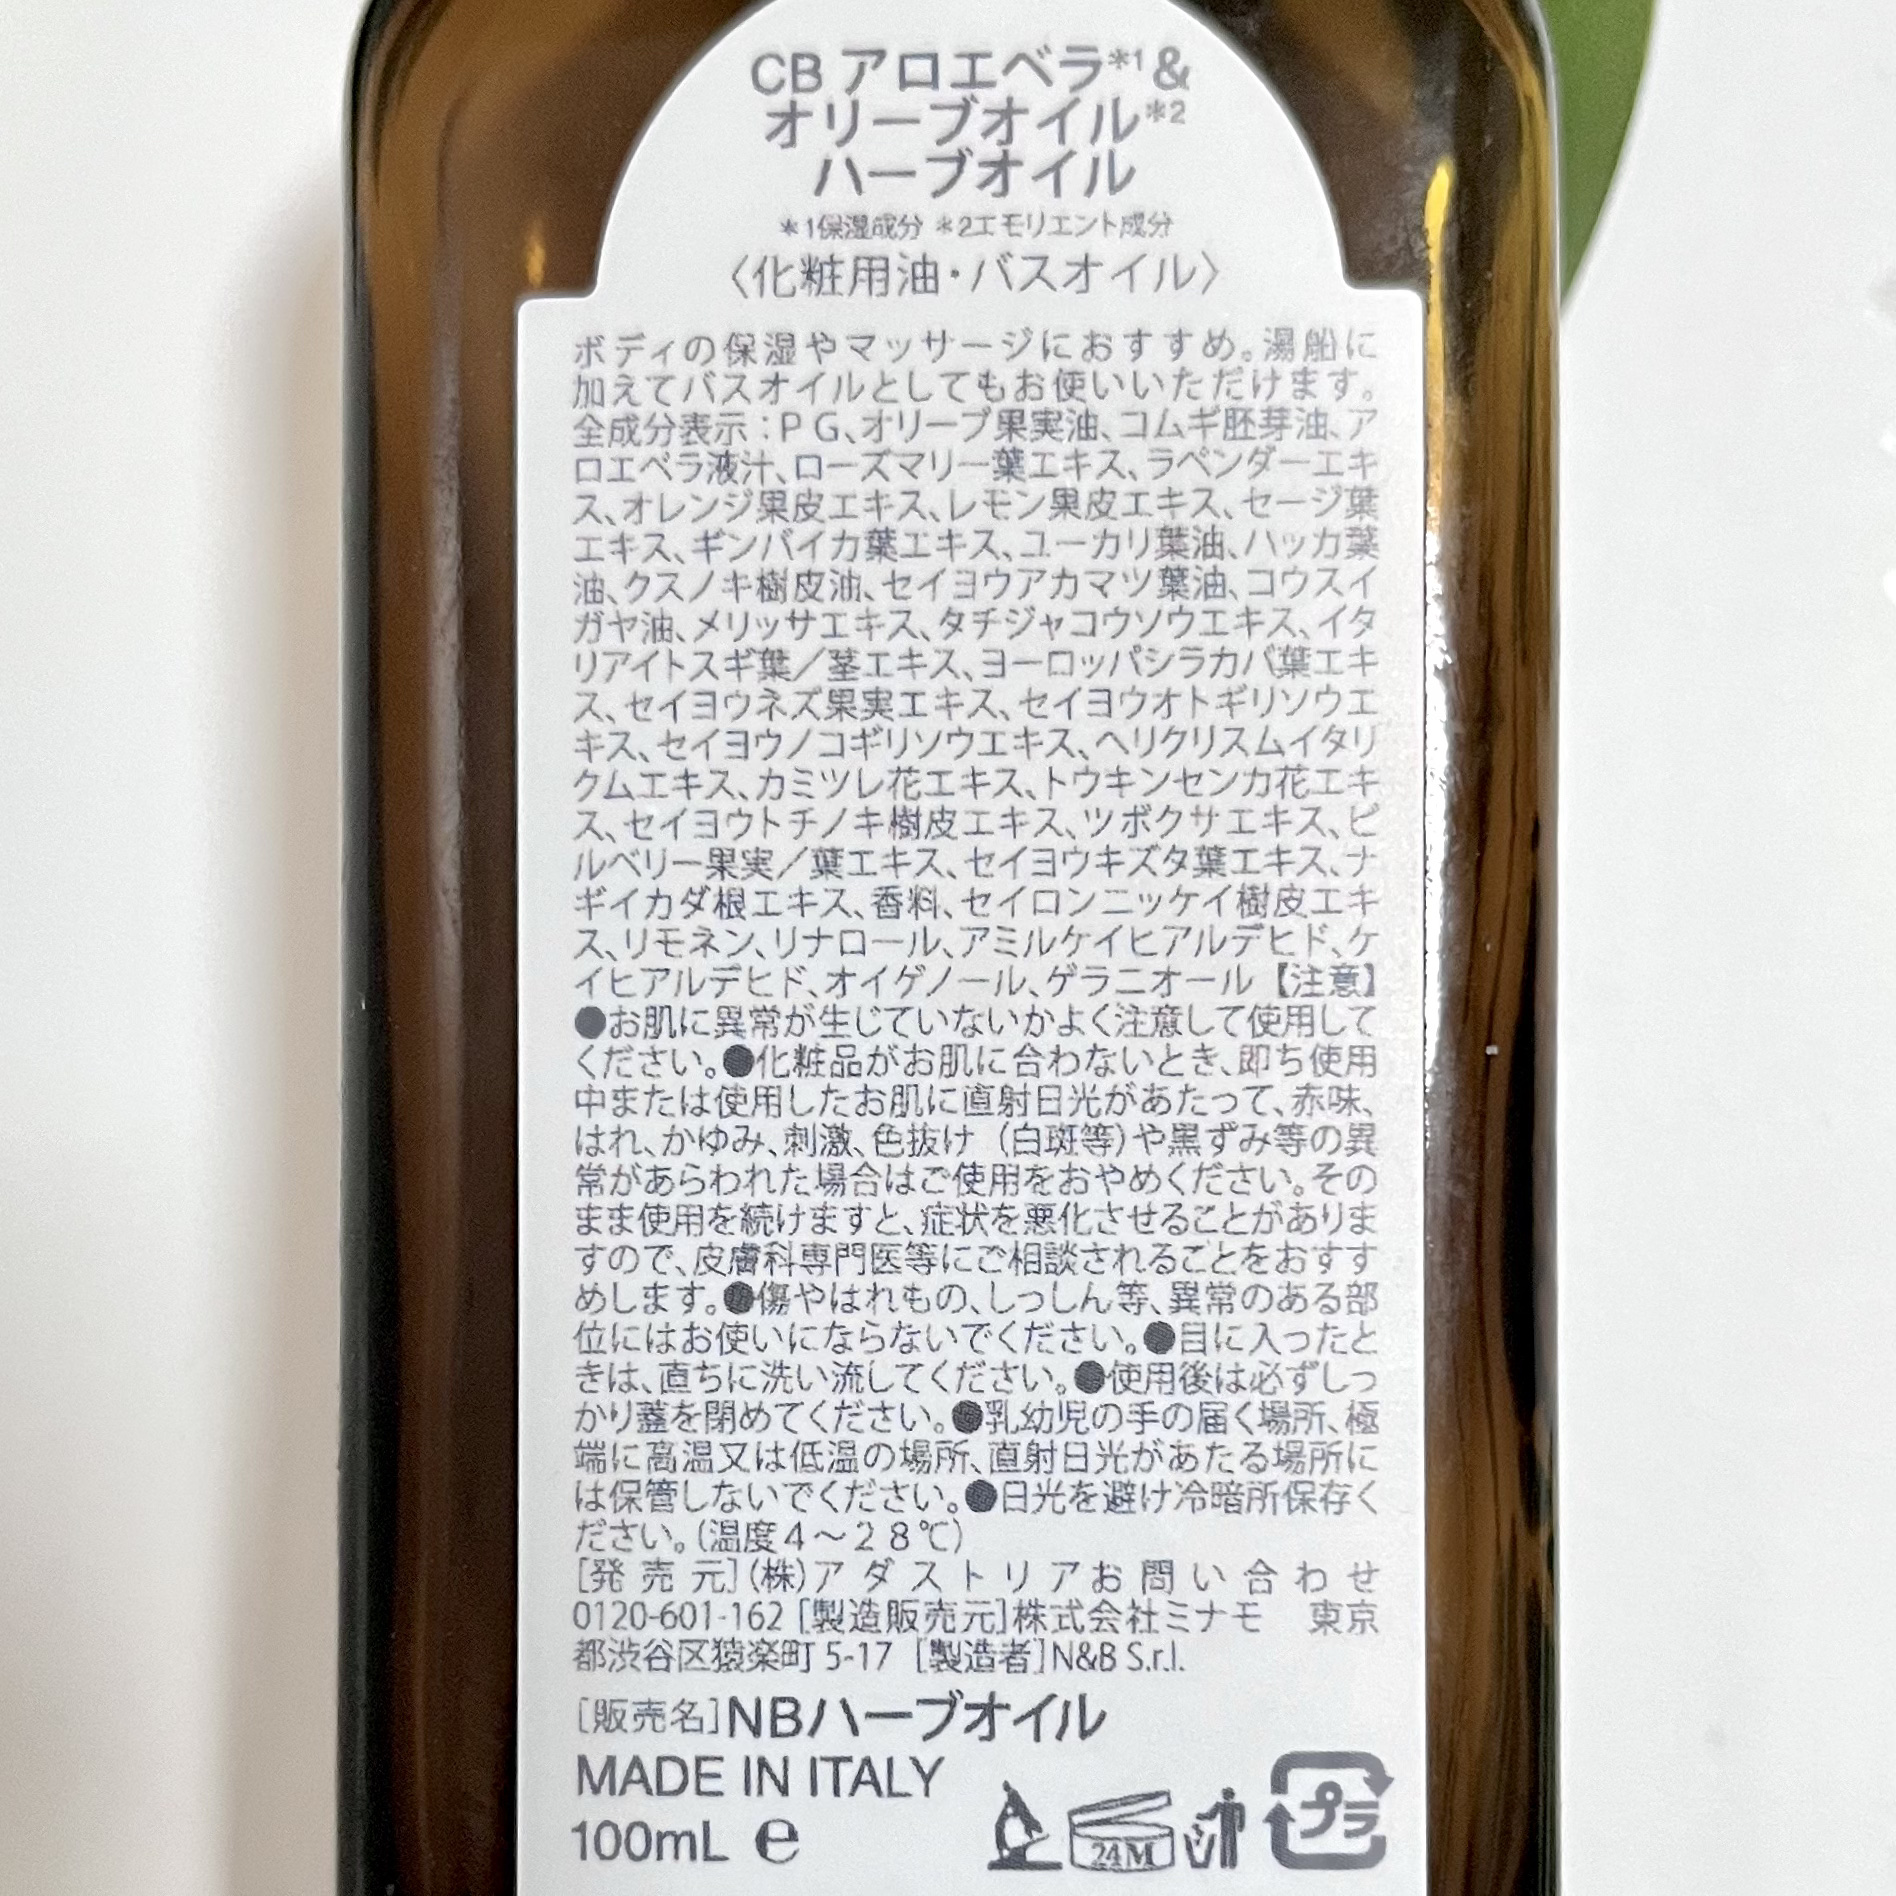 CB アロエベラ*1&
オリーブオイル*2
ハーブオイル
*1保湿成分 *2エモリエント成分
〈化粧用油・バスオイル〉
ボディの保湿やマッサージにおすすめ。湯船に
加えてバスオイルとしてもお使いいただけます。
全成分表示:PG、オリーブ果実油、コムギ胚芽油、ア
ロエベラ液汁、ローズマリー葉エキス、ラベンダーエキ
ス、オレンジ果皮エキス、レモン果皮エキス、セージ葉
エキス、ギンバイカ葉エキス、ユーカリ葉油、ハッカ葉
油、クスノキ樹皮油、セイヨウアカマツ葉油、コウスイ
ガヤ油、メリッサエキス、タチジャコウソウエキス、イタ
リアイトスギ葉/茎エキス、ヨーロッパシラカバ葉エキ
ス、セイヨウネズ果実エキス、セイヨウオトギリソウエ
キス、セイヨウノコギリソウエキス、ヘリクリスムイタリ
クムエキス、カミツレ花エキス、トウキンセンカ花エキ
ス、セイヨウトチノキ樹皮エキス、ツボクサエキス、ビ
ルベリー果実/葉エキス、セイヨウキズタ葉エキス、ナ
ギイカダ根エキス、香料、セイロンニッケイ樹皮エキ
ス、リモネン、リナロール、アミルケイヒアルデヒド、ケ
イヒアルデヒド、オイゲノール、ゲラニオール【注意】
●お肌に異常が生じていないかよく注意して使用して
ください。●化粧品がお肌に合わないとき、即ち使用
中または使用したお肌に直射日光があたって、赤味、
はれ、かゆみ、刺激、色抜け(白斑等)や黒ずみ等の異
常があらわれた場合はご使用をおやめください。その
まま使用を続けますと、症状を悪化させることがありま
すので、皮膚科専門医等にご相談されることをおすす
めします。●傷やはれもの、しっしん等、異常のある部
位にはお使いにならないでください。●目に入ったと
きは、直ちに洗い流してください。●使用後は必ずしっ
かり蓋を閉めてください。●乳幼児の手の届く場所、極
端に高温又は低温の場所、直射日光があたる場所に
は保管しないでください。●日光を避け冷暗所保存く
ださい。(温度4~28℃)
[発売元](株)アダストリアお問い合わせ
0120-601-162 [製造販売元]株式会社ミナモ 東京
都渋谷区猿楽町 5-17 [製造者]N&B S.r.l.
[販売名]NBハーブオイル
MADE IN ITALY
100mL ℮
24M
プラ